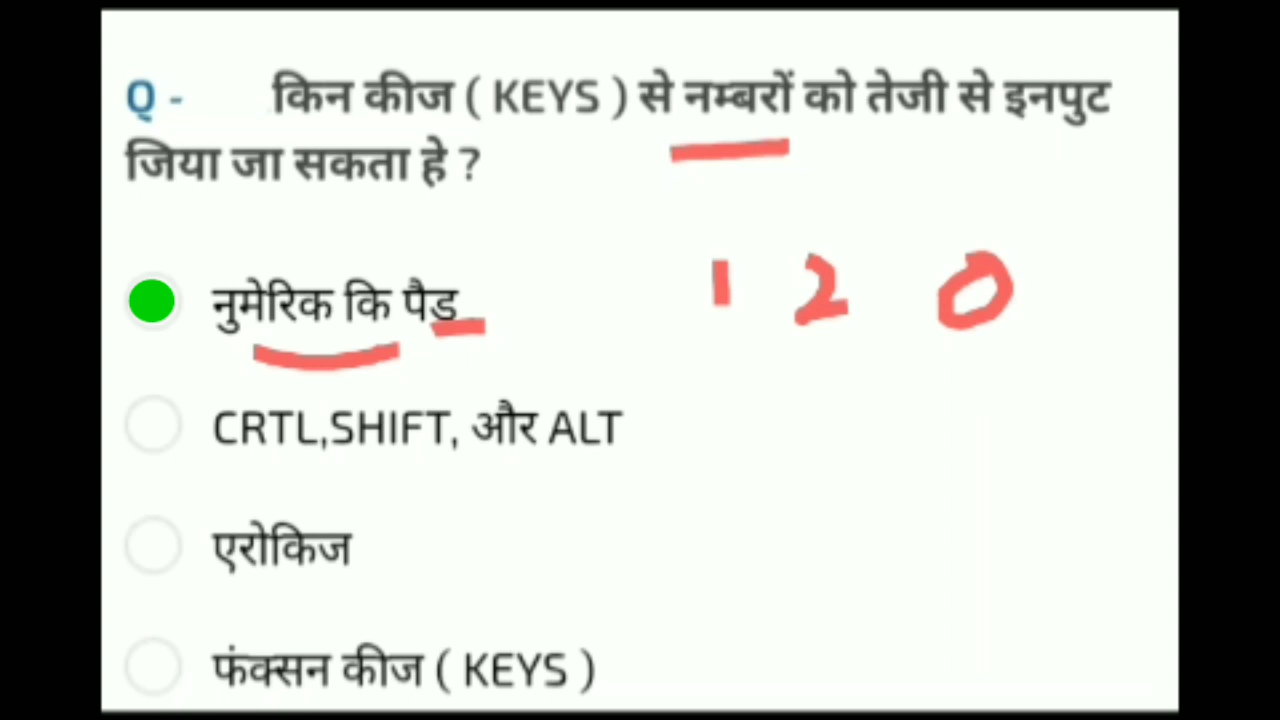 Q - किन कीज ( KEYS ) से नम्बरों को तेजी से इनपुट
जिया जा सकता हे ?
नुमेरिक कि पैड
1 2 0
CRTL,SHIFT, और ALT
एरोकिज
फंक्सन कीज ( KEYS )